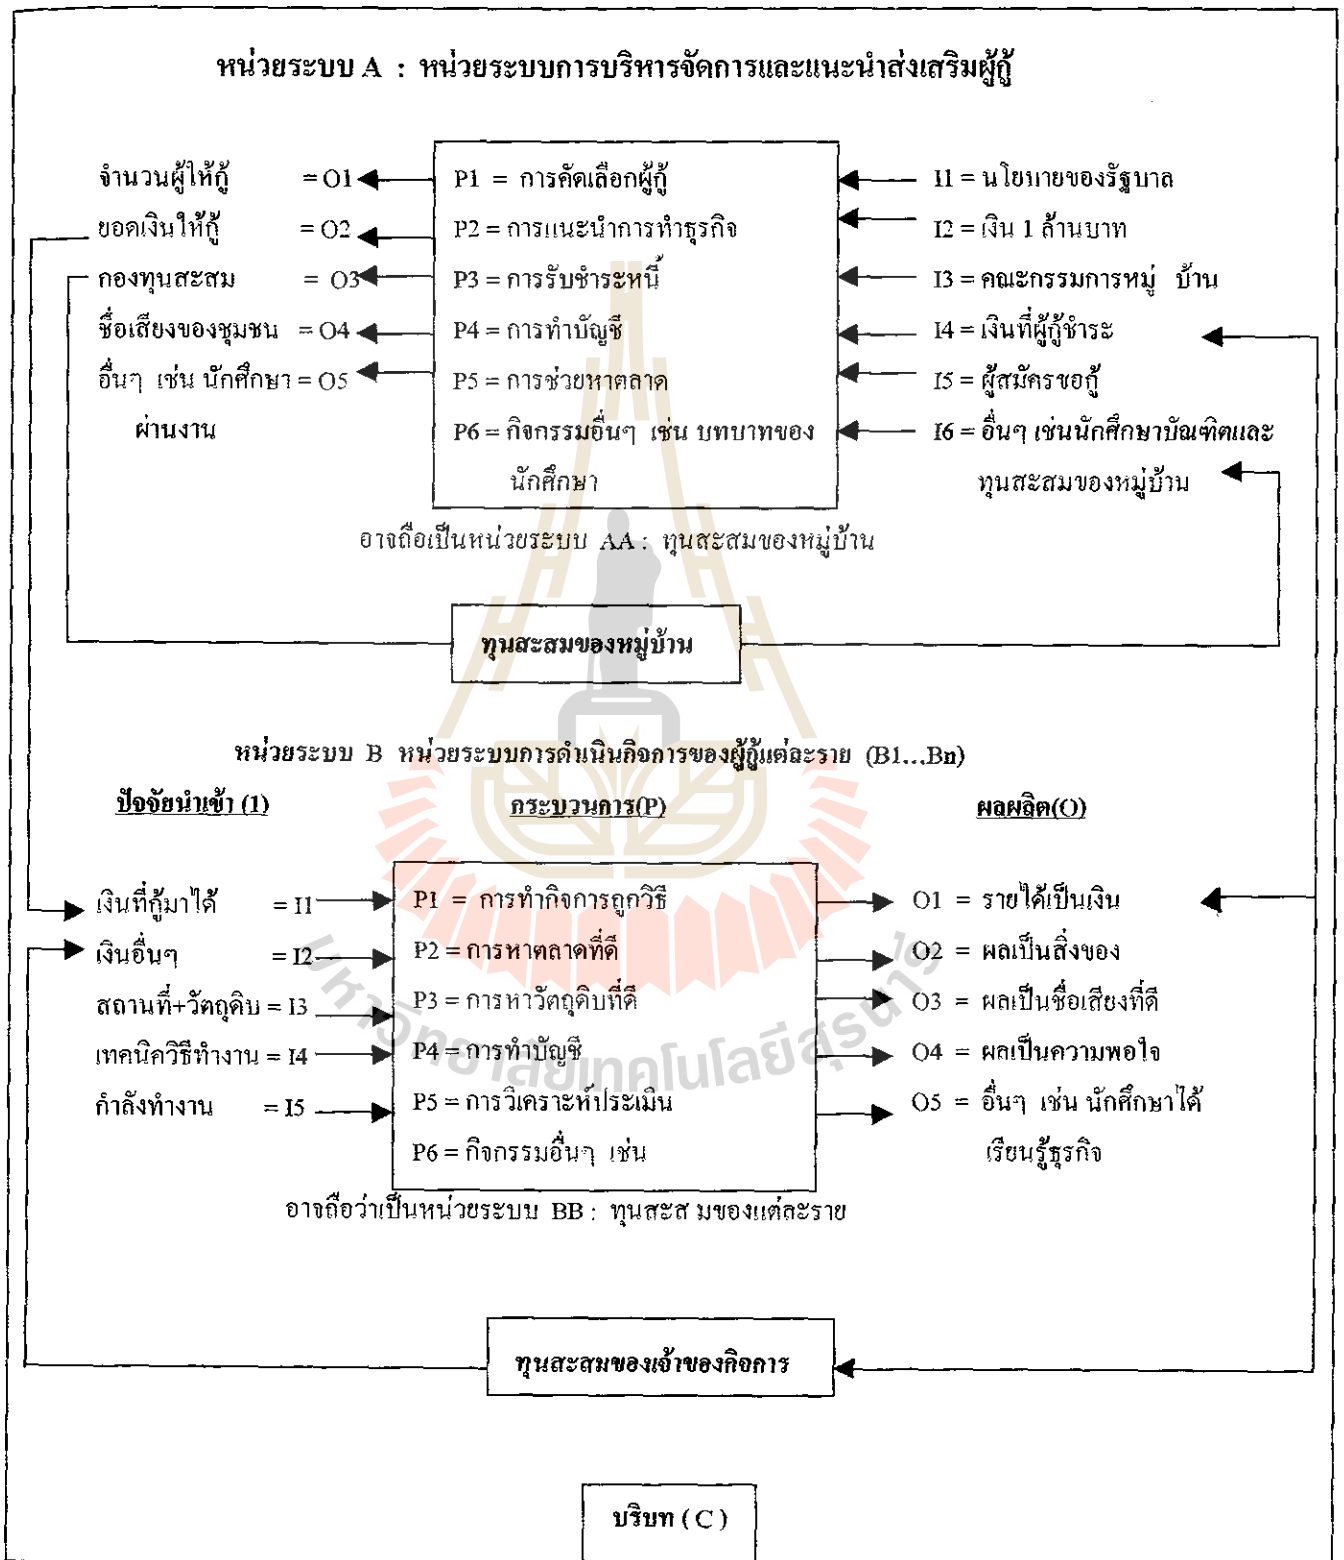 หน่วยระบบ A : หน่วยระบบการบริหารจัดการและแนะนำส่งเสริมผู้กู้
จำนวนผู้ให้กู้ = O1 P1 = การคัดเลือกผู้กู้ I1 = นโยบายของรัฐบาล
ยอดเงินให้กู้ = O2 P2 = การแนะนำการทำธุรกิจ I2 = เงิน 1 ล้านบาท
กองทุนสะสม = O3 P3 = การรับชำระหนี้ I3 = คณะกรรมการหมู่ บ้าน
ชื่อเสียงของชุมชน = O4 P4 = การทำบัญชี I4 = เงินที่ผู้กู้ชำระ
อื่นๆ เช่น นักศึกษา = O5 P5 = การช่วยหาตลาด I5 = ผู้สมัครขอกู้
ผ่านงาน P6 = กิจกรรมอื่นๆ เช่น บทบาทของ I6 = อื่นๆ เช่นนักศึกษาบัณฑิตและ
นักศึกษา ทุนสะสมของหมู่บ้าน
อาจถือเป็นหน่วยระบบ AA : ทุนสะสมของหมู่บ้าน
ทุนสะสมของหมู่บ้าน
หน่วยระบบ B หน่วยระบบการดำเนินกิจการของผู้กู้แต่ละราย (B1...Bn)
ปัจจัยนำเข้า (1) กระบวนการ(P) ผลผลิต(O)
เงินที่กู้มาได้ = I1 P1 = การทำกิจการถูกวิธี O1 = รายได้เป็นเงิน
เงินอื่นๆ = I2 P2 = การหาตลาดที่ดี O2 = ผลเป็นสิ่งของ
สถานที่+วัตถุดิบ = I3 P3 = การหาวัตถุดิบที่ดี O3 = ผลเป็นชื่อเสียงที่ดี
เทคนิควิธีทำงาน = I4 P4 = การทำบัญชี O4 = ผลเป็นความพอใจ
กำลังทำงาน = I5 P5 = การวิเคราะห์ประเมิน O5 = อื่นๆ เช่น นักศึกษาได้
P6 = กิจกรรมอื่นๆ เช่น เรียนรู้ธุรกิจ
มหาวิทยาลัยเทคโนโลยีสุรนารี
อาจถือว่าเป็นหน่วยระบบ BB : ทุนสะส มของแต่ละราย
ทุนสะสมของเจ้าของกิจการ
บริบท ( C )